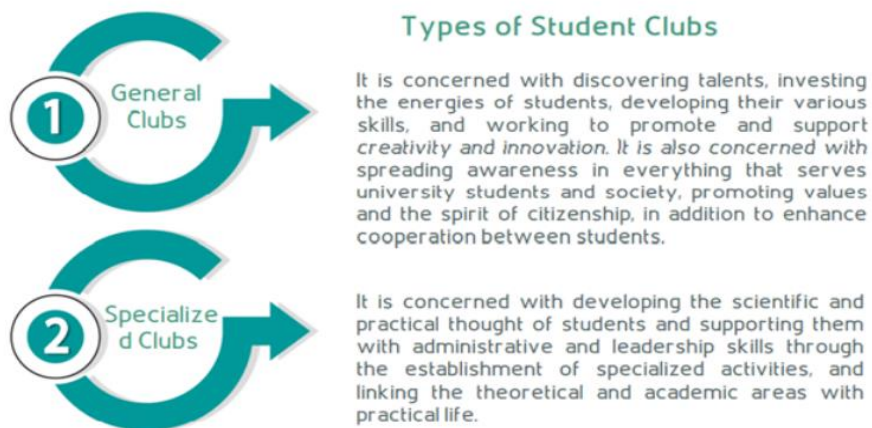 Types of Student Clubs
1
General
Clubs
It is concerned with discovering talents, investing
the energies of students, developing their various
skills, and working to promote and support
creativity and innovation. It is also concerned with
spreading awareness in everything that serves
university students and society, promoting values
and the spirit of citizenship, in addition to enhance
cooperation between students.
2
Specialize
d Clubs
It is concerned with developing the scientific and
practical thought of students and supporting them
with administrative and leadership skills through
the establishment of specialized activities, and
linking the theoretical and academic areas with
practical life.